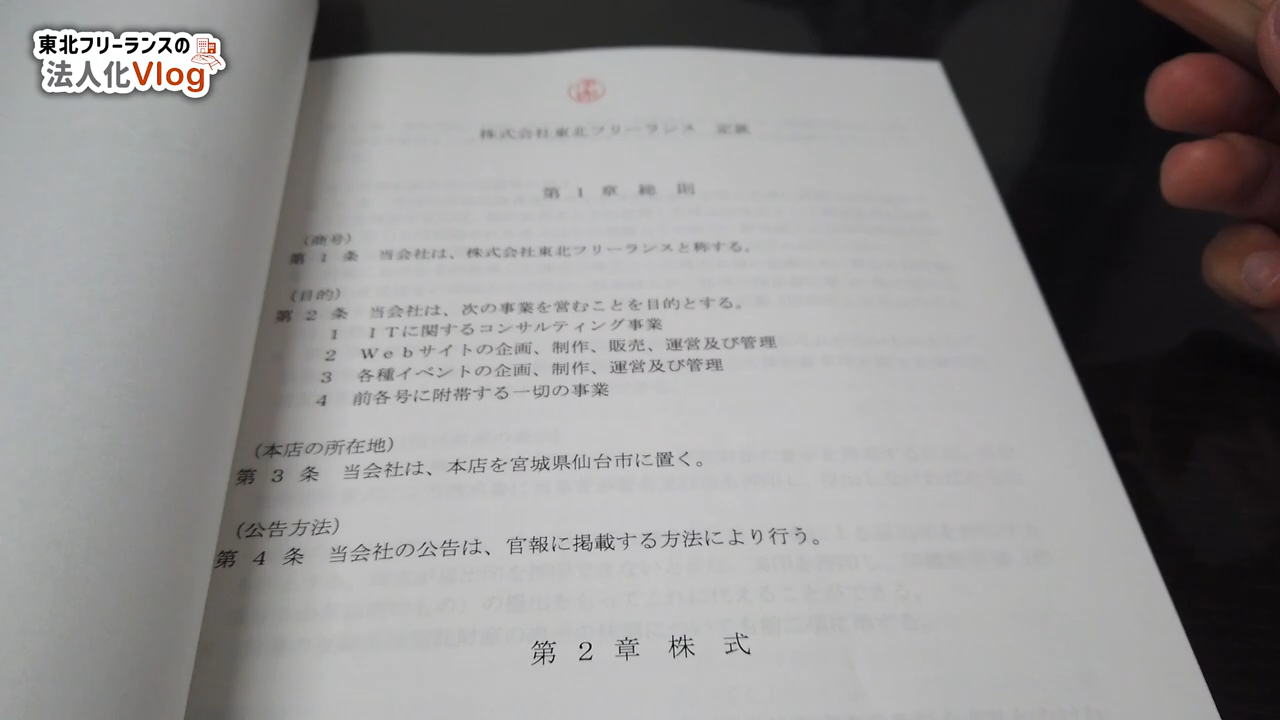 東北フリーランスの
法人化Vlog
株式会社東北フリーランス 定款
第 1 章 総 則
(商号)
第 1 条 当会社は、株式会社東北フリーランスと称する。
(目的)
第 2 条 当会社は、次の事業を営むことを目的とする。
1 ITに関するコンサルティング事業
2 Webサイトの企画、制作、販売、運営及び管理
3 各種イベントの企画、制作、運営及び管理
4 前各号に附帯する一切の事業
(本店の所在地)
第 3 条 当会社は、本店を宮城県仙台市に置く。
(公告方法)
第 4 条 当会社の公告は、官報に掲載する方法により行う。
第 2 章 株 式